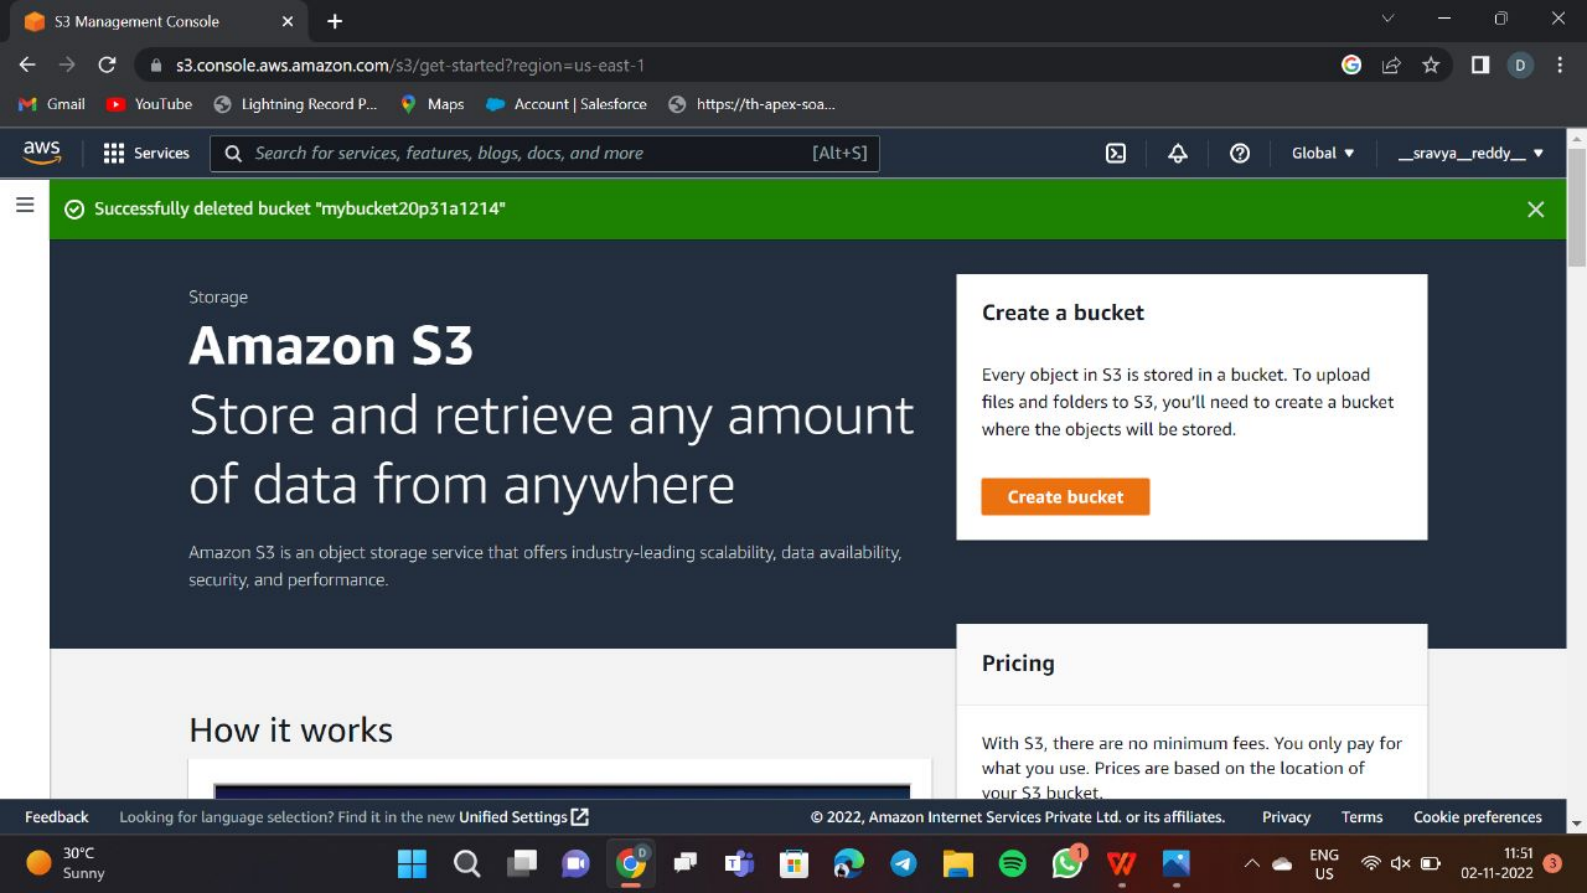 S3 Management Console
s3.console.aws.amazon.com/s3/get-started?region=us-east-1
D
Gmail
YouTube
Lightning Record P...
Maps
Account | Salesforce
https://th-apex-soa...
aws
Services
Search for services, features, blogs, docs, and more
[Alt+S]
Global
__sravya__reddy__
Successfully deleted bucket "mybucket20p31a1214"
Storage
Amazon S3
Store and retrieve any amount
of data from anywhere
Amazon S3 is an object storage service that offers industry-leading scalability, data availability,
security, and performance.
Create a bucket
Every object in S3 is stored in a bucket. To upload
files and folders to S3, you'll need to create a bucket
where the objects will be stored.
Create bucket
Pricing
With S3, there are no minimum fees. You only pay for
what you use. Prices are based on the location of
your S3 bucket.
How it works
Feedback
Looking for language selection? Find it in the new Unified Settings
© 2022, Amazon Internet Services Private Ltd. or its affiliates.
Privacy
Terms
Cookie preferences
30°C
Sunny
D
1
ENG
US
11:51
02-11-2022
3